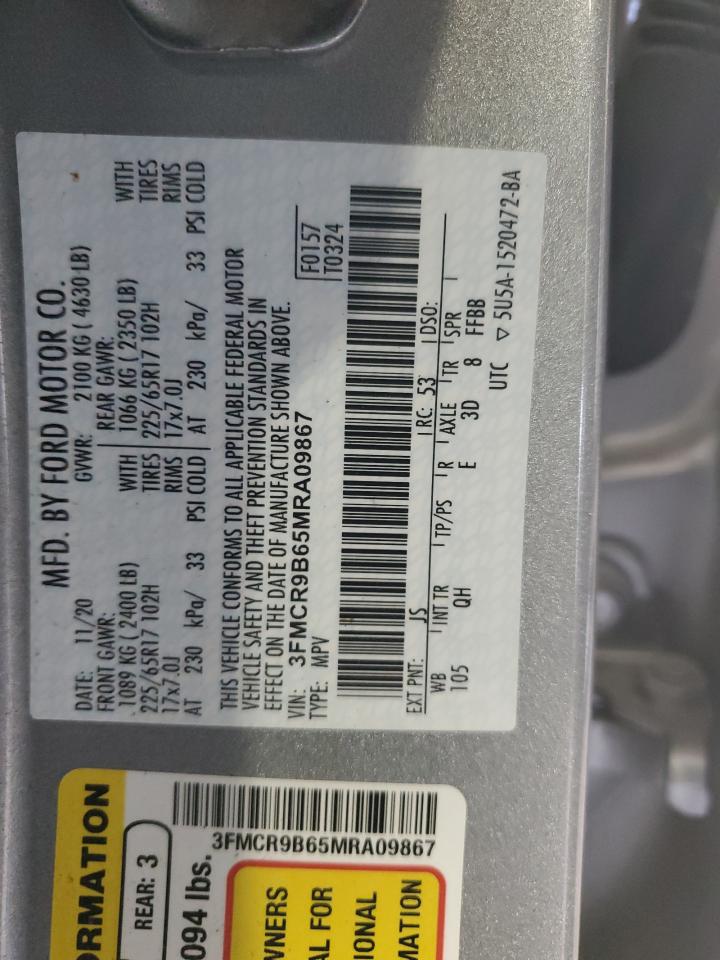 MFD. BY FORD MOTOR CO.
DATE: 11/20 GVWR: 2100 KG ( 4630 LB)
FRONT GAWR: REAR GAWR:
1089 KG ( 2400 LB) WITH 1066 KG ( 2350 LB) WITH
225/65R17 102H TIRES 225/65R17 102H TIRES
17x7.0J RIMS 17x7.0J RIMS
AT 230 kPa/ 33 PSI COLD AT 230 kPa/ 33 PSI COLD
THIS VEHICLE CONFORMS TO ALL APPLICABLE FEDERAL MOTOR
VEHICLE SAFETY AND THEFT PREVENTION STANDARDS IN
EFFECT ON THE DATE OF MANUFACTURE SHOWN ABOVE.
VIN: 3FMCR9B65MRA09867
TYPE: MPV
F0157
T0324
EXT PNT: JS RC: 53 DSO:
WB INT TR TP/PS R AXLE TR SPR
105 QH E 3D 8 FFBB
UTC ▽ 5U5A-1520472-BA
ORMATION
REAR: 3
094 lbs.
3FMCR9B65MRA09867
WNERS
AL FOR
IONAL
MATION